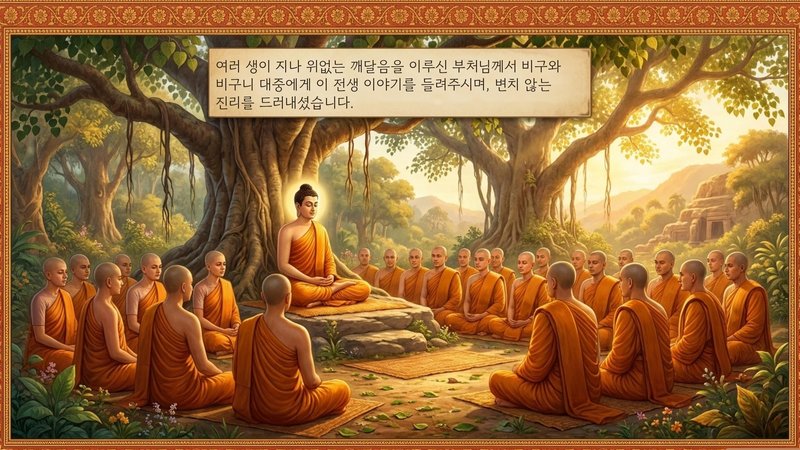 여러 생이 지나 위없는 깨달음을 이루신 부처님께서 비구와
비구니 대중에게 이 전생 이야기를 들려주시며, 변치 않는
진리를 드러내셨습니다.